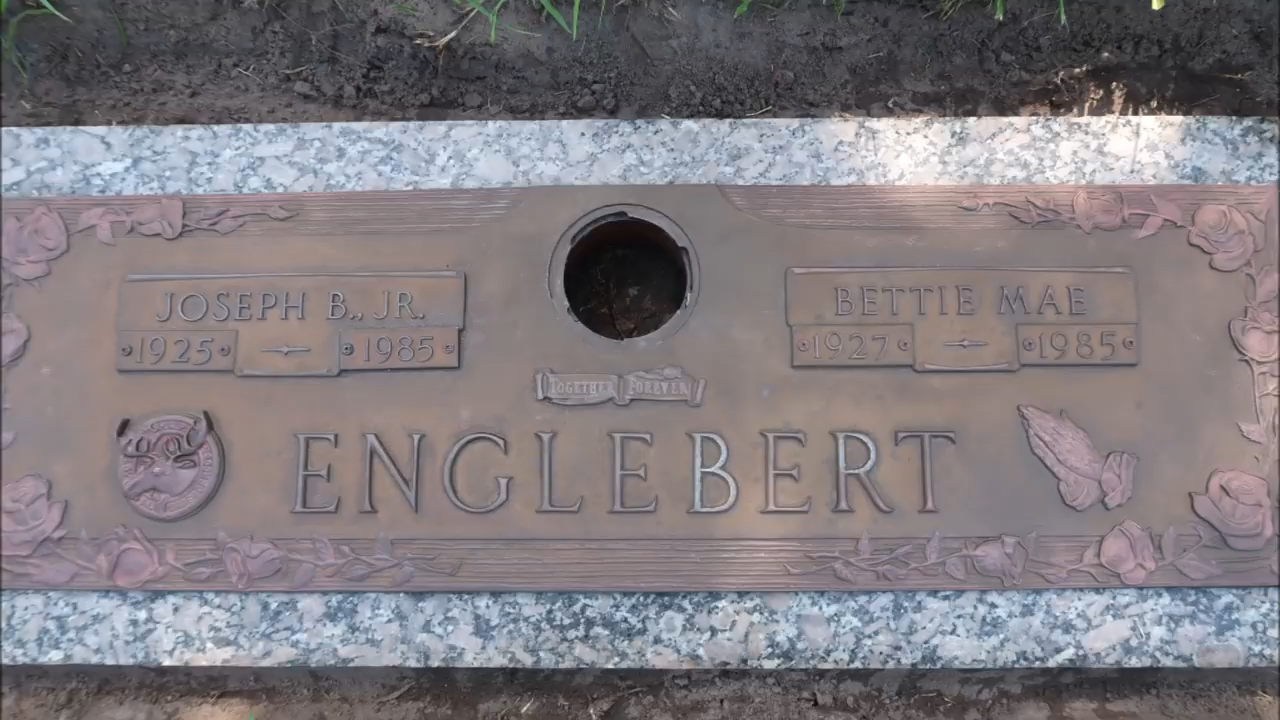 JOSEPH B., JR.
1925 1985
BETTIE MAE
1927 1985
TOGETHER FOREVER
ENGLEBERT